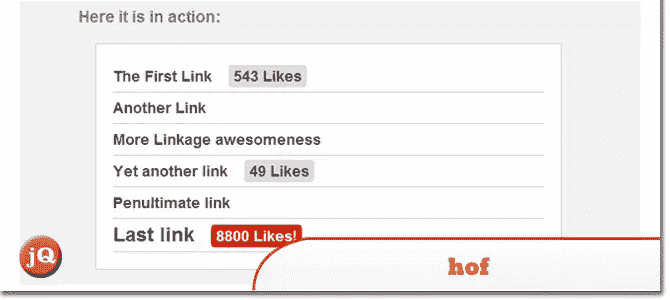 Here it is in action:
The First Link 543 Likes
Another Link
More Linkage awesomeness
Yet another link 49 Likes
Penultimate link
Last link 8800 Likes!
jQ
hof